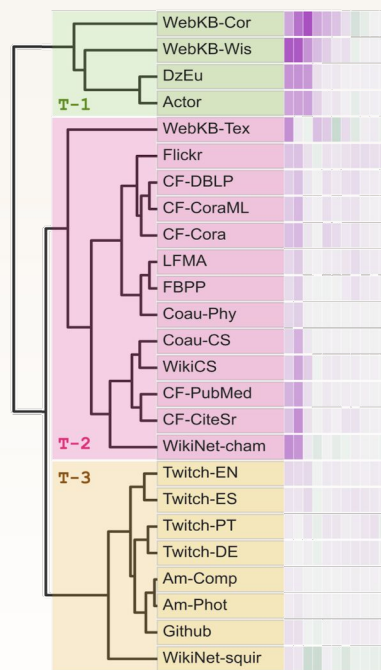 WebKB-Cor
WebKB-Wis
DzEu
Actor
T-1
WebKB-Tex
Flickr
CF-DBLP
CF-CoraML
CF-Cora
LFMA
FBPP
Coau-Phy
Coau-CS
WikiCS
CF-PubMed
CF-CiteSr
WikiNet-cham
T-2
T-3
Twitch-EN
Twitch-ES
Twitch-PT
Twitch-DE
Am-Comp
Am-Phot
Github
WikiNet-squir